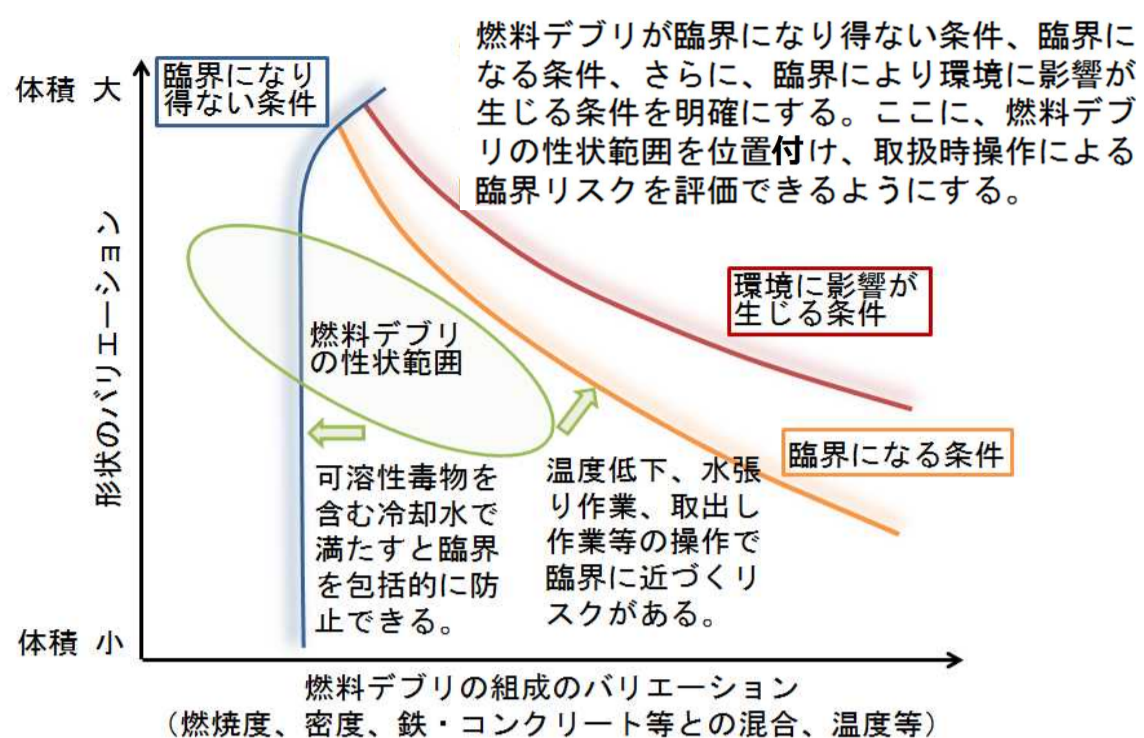 燃料デブリが臨界になり得ない条件、臨界に
なる条件、さらに、臨界により環境に影響が
生じる条件を明確にする。ここに、燃料デブ
リの性状範囲を位置付け、取扱時操作による
臨界リスクを評価できるようにする。
体積 大
臨界になり
得ない条件
形状のバリエーション
環境に影響が
生じる条件
燃料デブリ
の性状範囲
臨界になる条件
可溶性毒物を
含む冷却水で
満たすと臨界
を包括的に防
止できる。
温度低下、水張
り作業、取出し
作業等の操作で
臨界に近づくリ
スクがある。
体積 小
燃料デブリの組成のバリエーション
（燃焼度、密度、鉄・コンクリート等との混合、温度等）